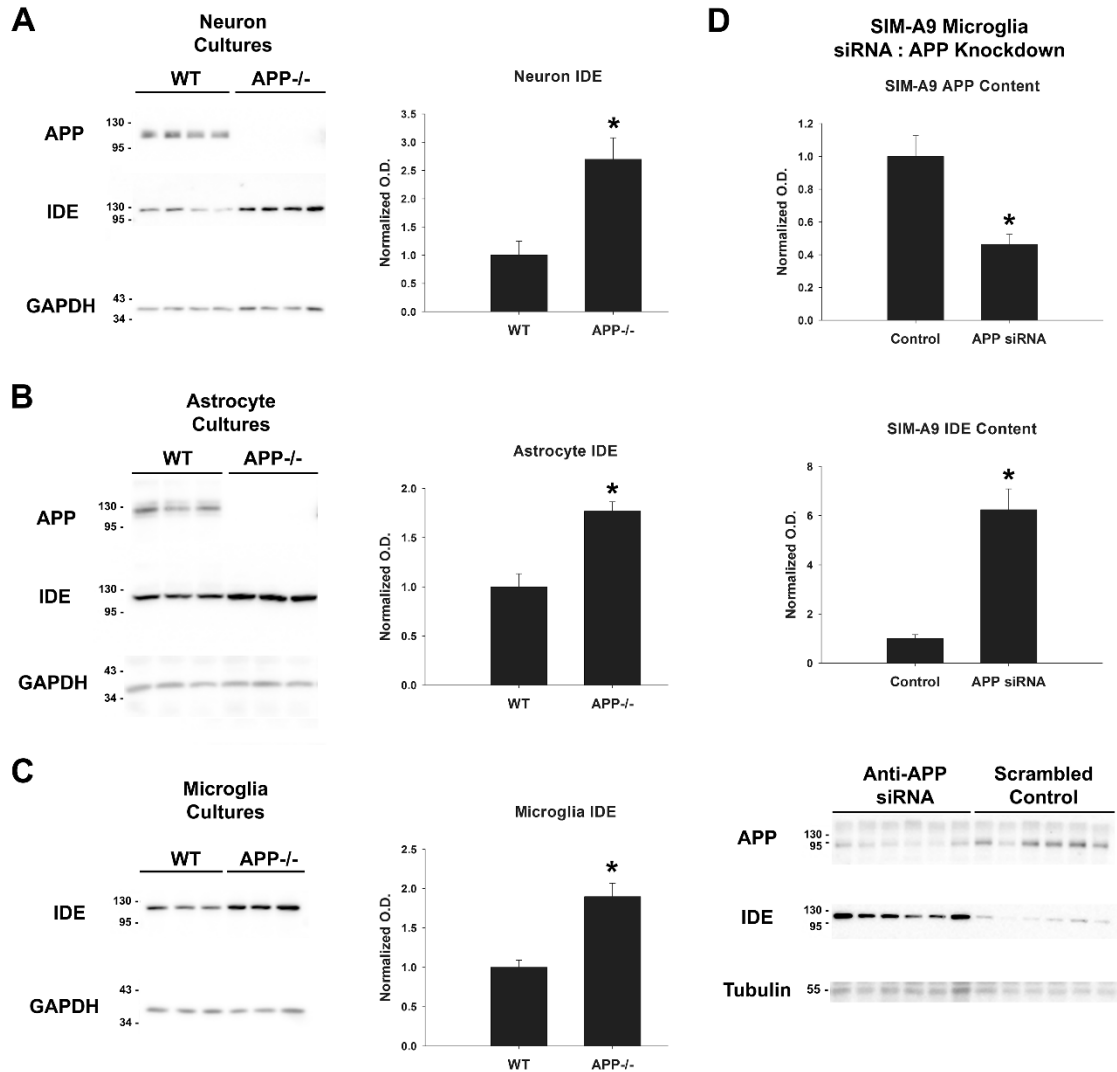 A
Neuron
Cultures
WT APP-/-
APP
130 -
95 -
IDE
130 -
95 -
GAPDH
43 -
34 -
Neuron IDE
Normalized O.D.
3.5
3.0
2.5
2.0
1.5
1.0
0.5
0.0
*
WT APP-/-
B
Astrocyte
Cultures
WT APP-/-
APP
130 -
95 -
IDE
130 -
95 -
GAPDH
43 -
34 -
Astrocyte IDE
Normalized O.D.
2.0
1.5
1.0
0.5
0.0
*
WT APP-/-
C
Microglia
Cultures
WT APP-/-
IDE
130 -
95 -
GAPDH
43 -
34 -
Microglia IDE
Normalized O.D.
2.5
2.0
1.5
1.0
0.5
0.0
*
WT APP-/-
D
SIM-A9 Microglia
siRNA : APP Knockdown
SIM-A9 APP Content
Normalized O.D.
1.2
1.0
0.8
0.6
0.4
0.2
0.0
*
Control APP siRNA
SIM-A9 IDE Content
Normalized O.D.
8
6
4
2
0
*
Control APP siRNA
Anti-APP
siRNA
Scrambled
Control
APP
130 -
95 -
IDE
130 -
95 -
Tubulin
55 -